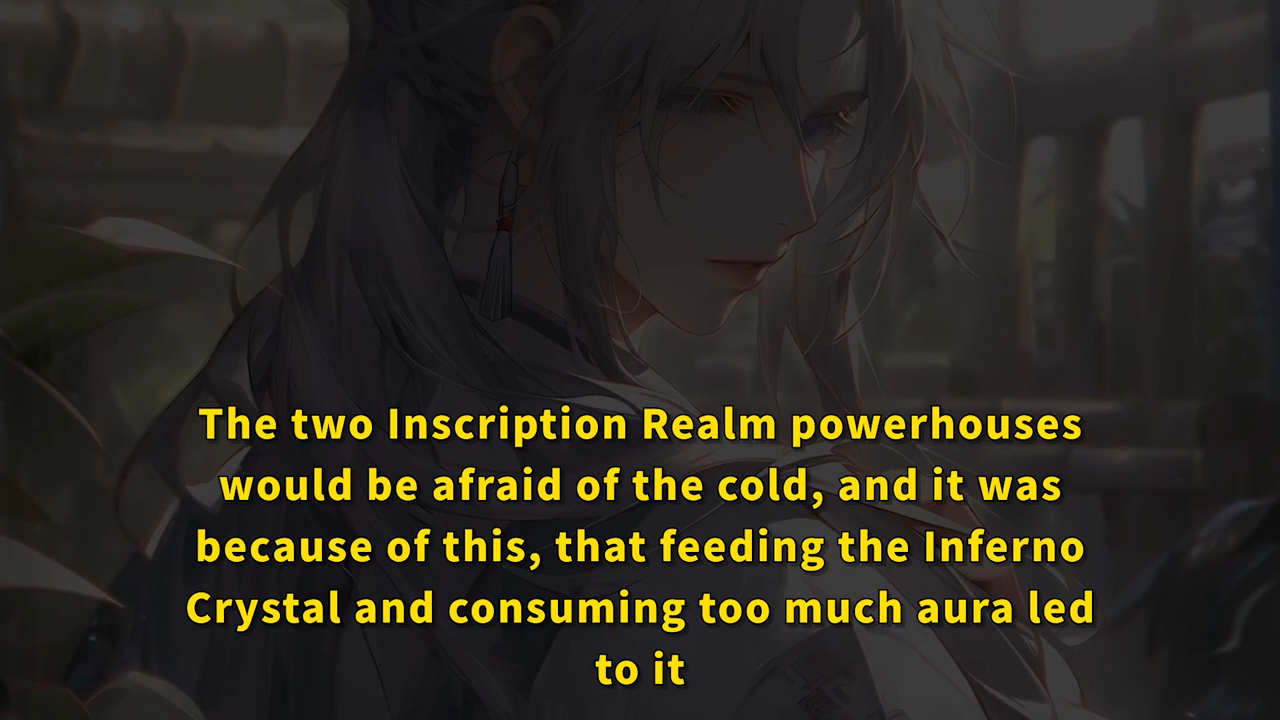 The two Inscription Realm powerhouses
would be afraid of the cold, and it was
because of this, that feeding the Inferno
Crystal and consuming too much aura led
to it